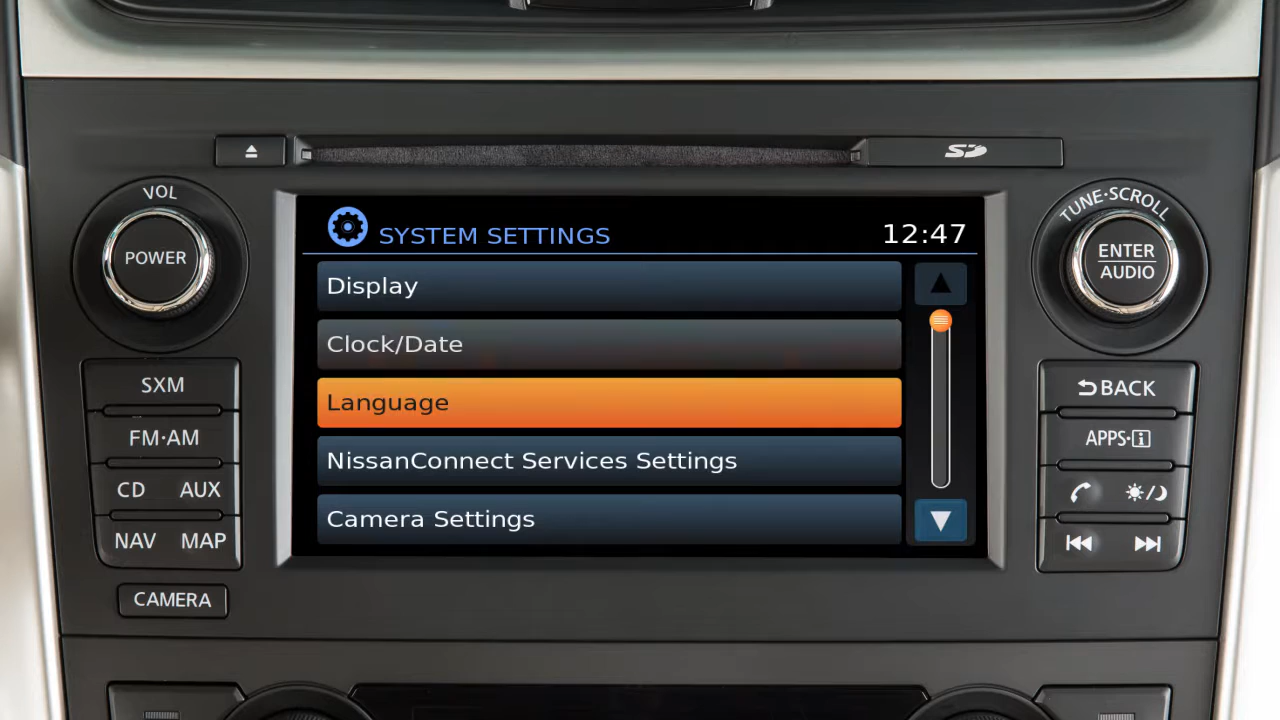 SD
VOL
POWER
SYSTEM SETTINGS
12:47
TUNE·SCROLL
ENTER
AUDIO
Display
Clock/Date
Language
NissanConnect Services Settings
Camera Settings
SXM
FM·AM
CD AUX
NAV MAP
CAMERA
BACK
APPS·i